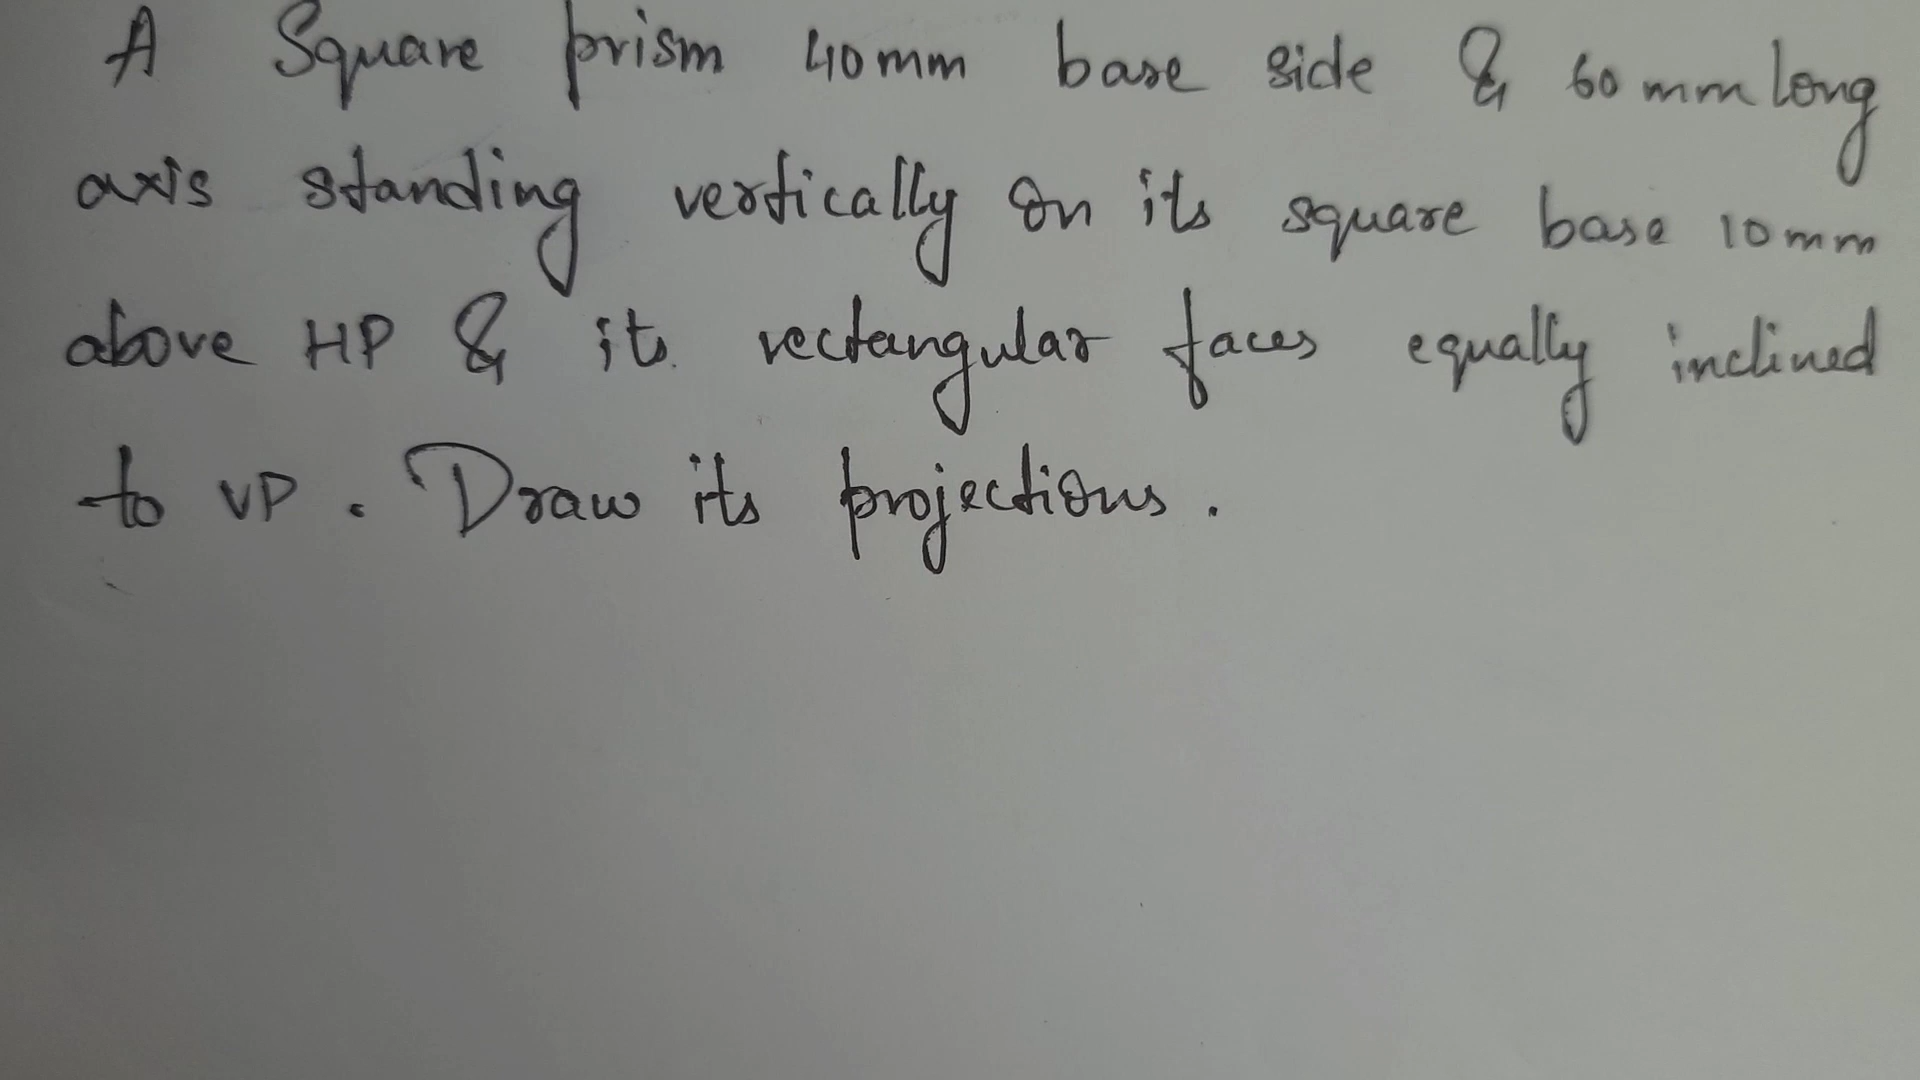 A Square prism 40mm base side & 60 mm long
axis standing vertically on its square base 10mm
above HP & its rectangular faces equally inclined
to VP. Draw its projections.